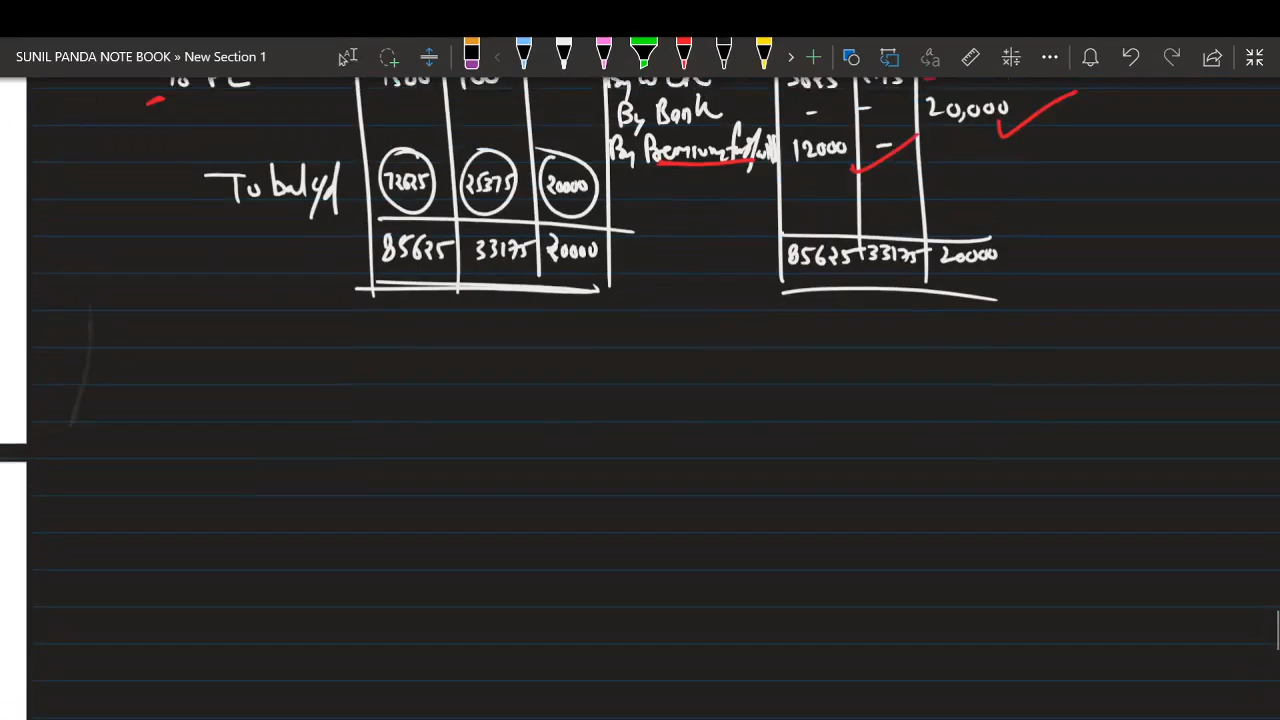 SUNIL PANDA NOTE BOOK » New Section 1
By Bank - - 20,000
By Premium 12000 -
To bal c/d 72625 25375 20000
85625 33175 20000 85625 33175 20000